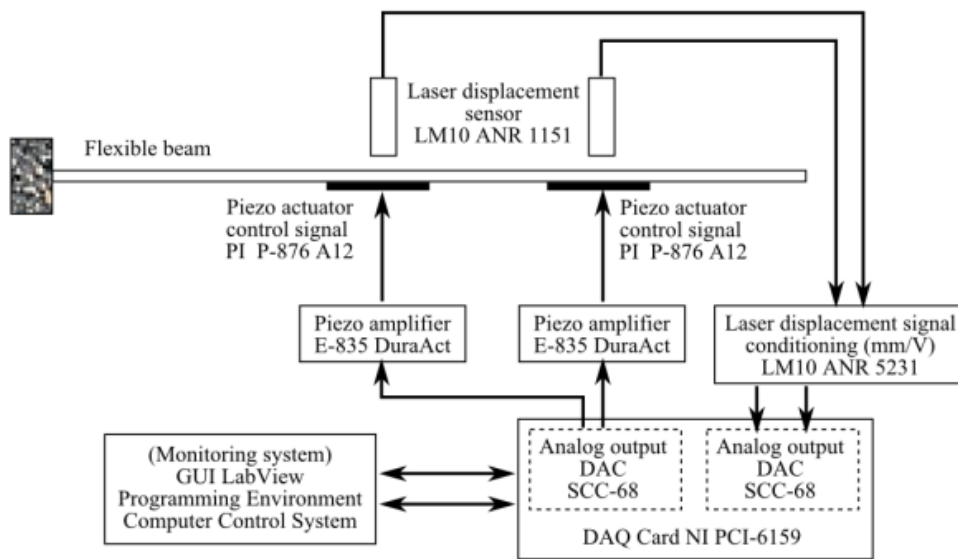 Laser displacement
sensor
LM10 ANR 1151
Flexible beam
Piezo actuator
control signal
PI P-876 A12
Piezo actuator
control signal
PI P-876 A12
Piezo amplifier
E-835 DuraAct
Piezo amplifier
E-835 DuraAct
Laser displacement signal
conditioning (mm/V)
LM10 ANR 5231
(Monitoring system)
GUI LabView
Programming Environment
Computer Control System
Analog output
DAC
SCC-68
Analog output
DAC
SCC-68
DAQ Card NI PCI-6159